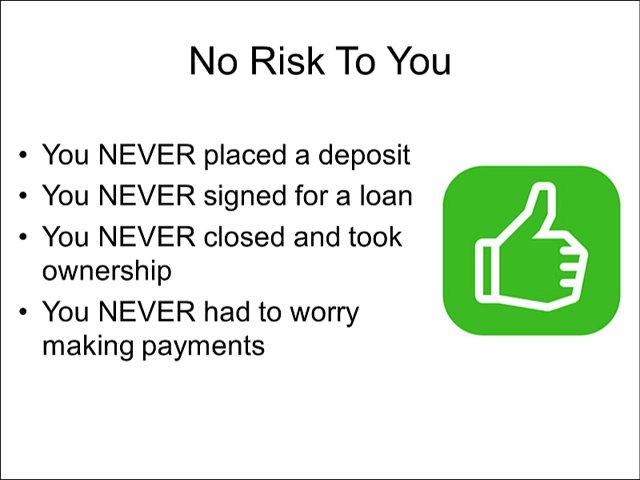 No Risk To You
• You NEVER placed a deposit
• You NEVER signed for a loan
• You NEVER closed and took
ownership
• You NEVER had to worry
making payments